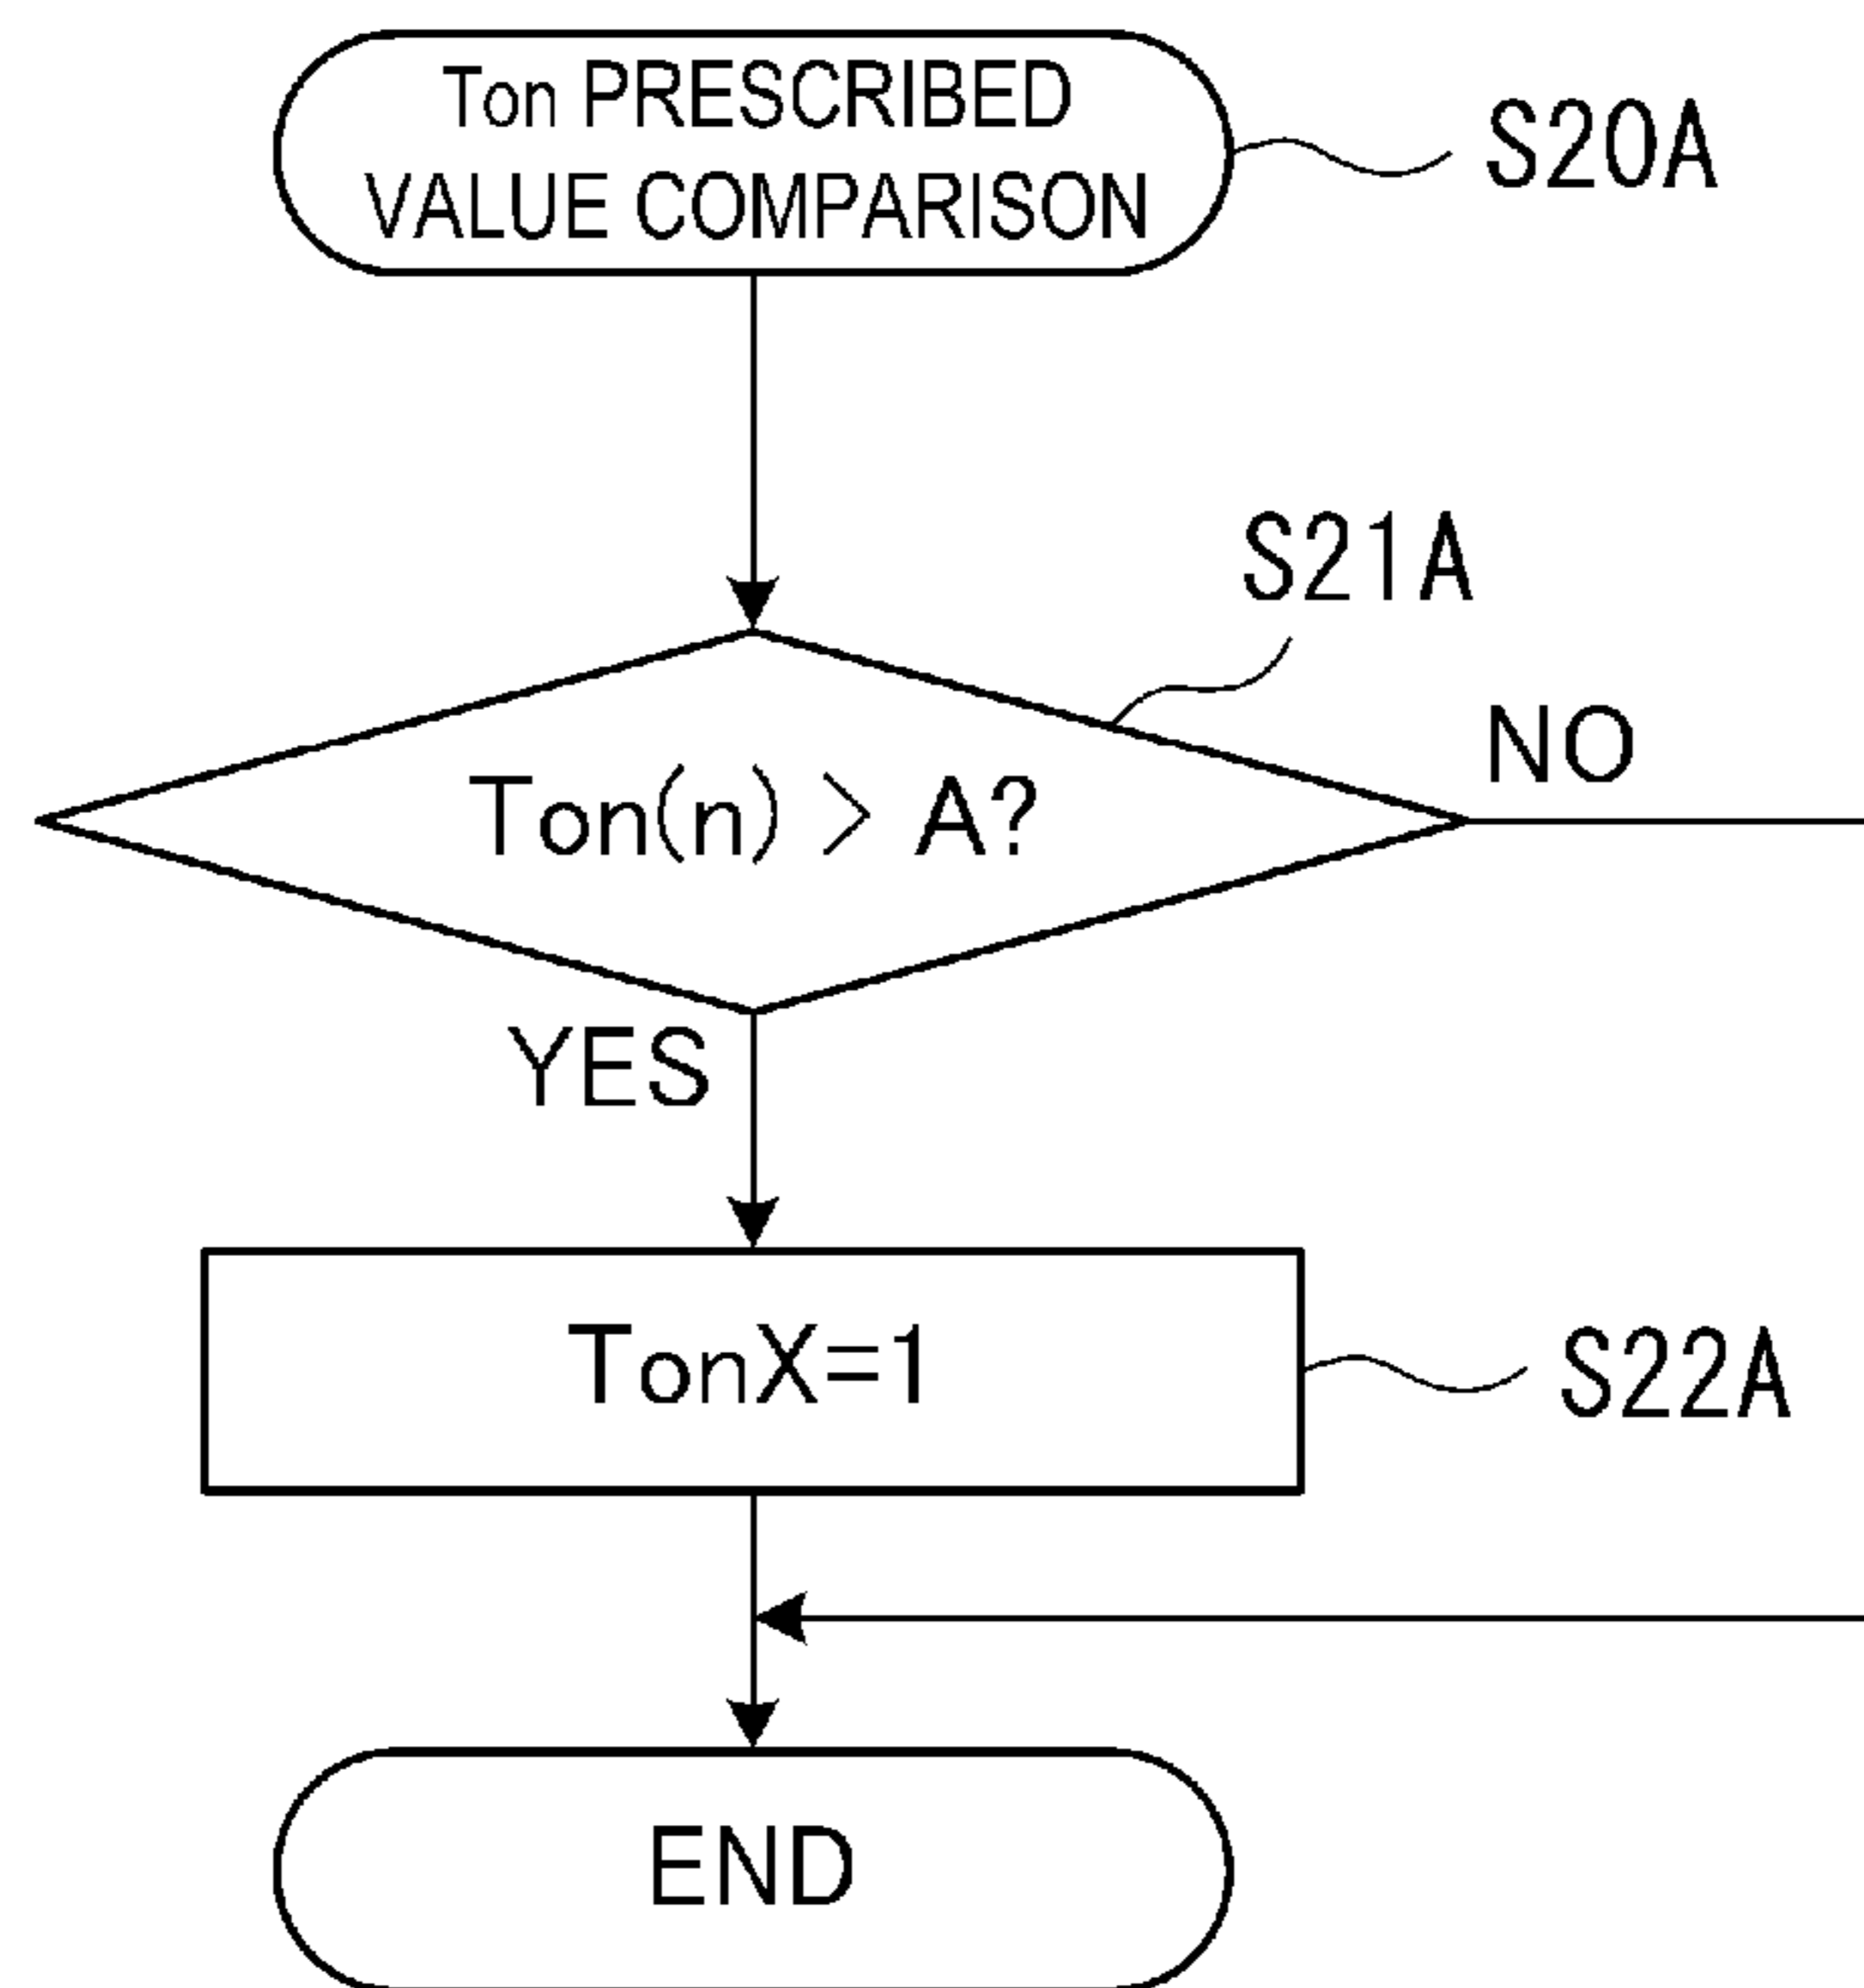 Ton PRESCRIBED
VALUE COMPARISON
S20A
S21A
Ton(n) > A?
NO
YES
TonX=1
S22A
END